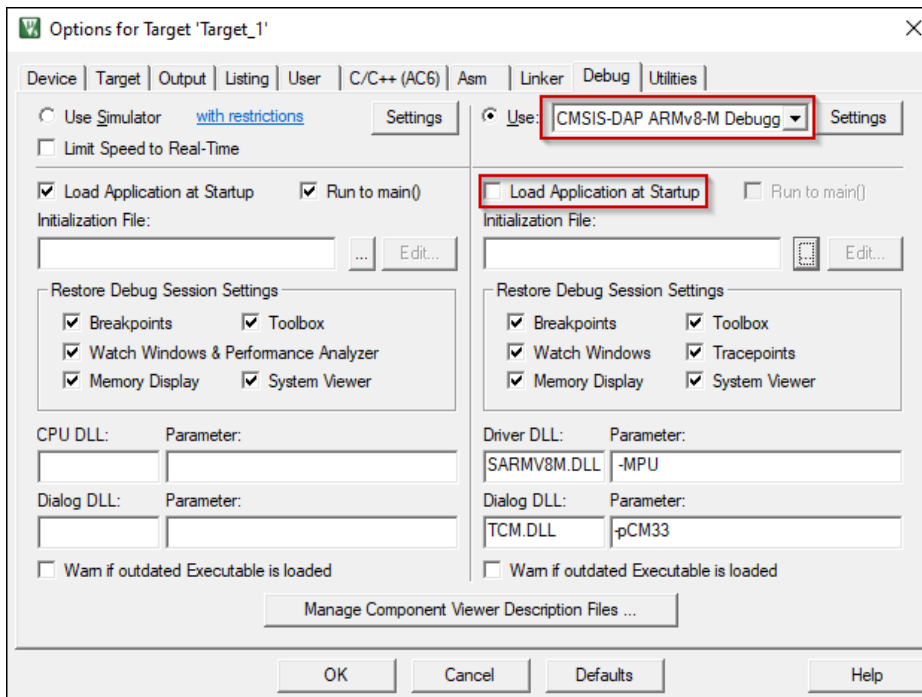 Options for Target 'Target_1'
Device Target Output Listing User C/C++ (AC6) Asm Linker Debug Utilities
Use Simulator with restrictions Settings
Limit Speed to Real-Time
Load Application at Startup Run to main()
Initialization File:
... Edit...
Restore Debug Session Settings
Breakpoints Toolbox
Watch Windows & Performance Analyzer
Memory Display System Viewer
CPU DLL: Parameter:
Dialog DLL: Parameter:
Warn if outdated Executable is loaded
Use: CMSIS-DAP ARMv8-M Debugg Settings
Load Application at Startup Run to main()
Initialization File:
... Edit...
Restore Debug Session Settings
Breakpoints Toolbox
Watch Windows Tracepoints
Memory Display System Viewer
Driver DLL: Parameter:
SARMV8M.DLL -MPU
Dialog DLL: Parameter:
TCM.DLL -pCM33
Warn if outdated Executable is loaded
Manage Component Viewer Description Files ...
OK Cancel Defaults Help